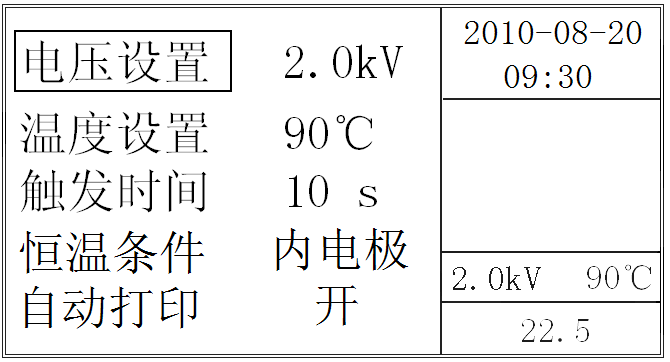 电压设置 2.0kV
温度设置 90℃
触发时间 10 s
恒温条件 内电极
自动打印 开
2010-08-20
09:30
2.0kV 90℃
22.5